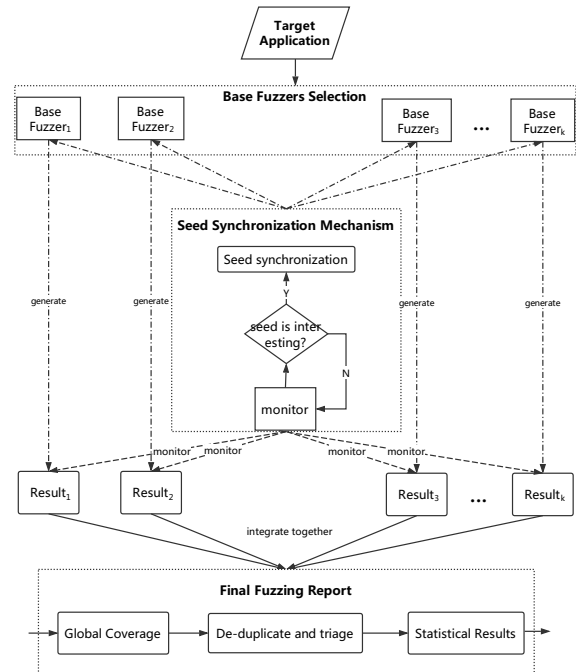 Target
Application
Base Fuzzers Selection
Base
Fuzzer1
Base
Fuzzer2
Base
Fuzzer3
...
Base
Fuzzerk
Seed Synchronization Mechanism
Seed synchronization
Y
seed is inter
esting?
N
monitor
generate
generate
generate
generate
monitor
monitor
monitor
monitor
Result1
Result2
Result3
...
Resultk
integrate together
Final Fuzzing Report
Global Coverage
De-duplicate and triage
Statistical Results